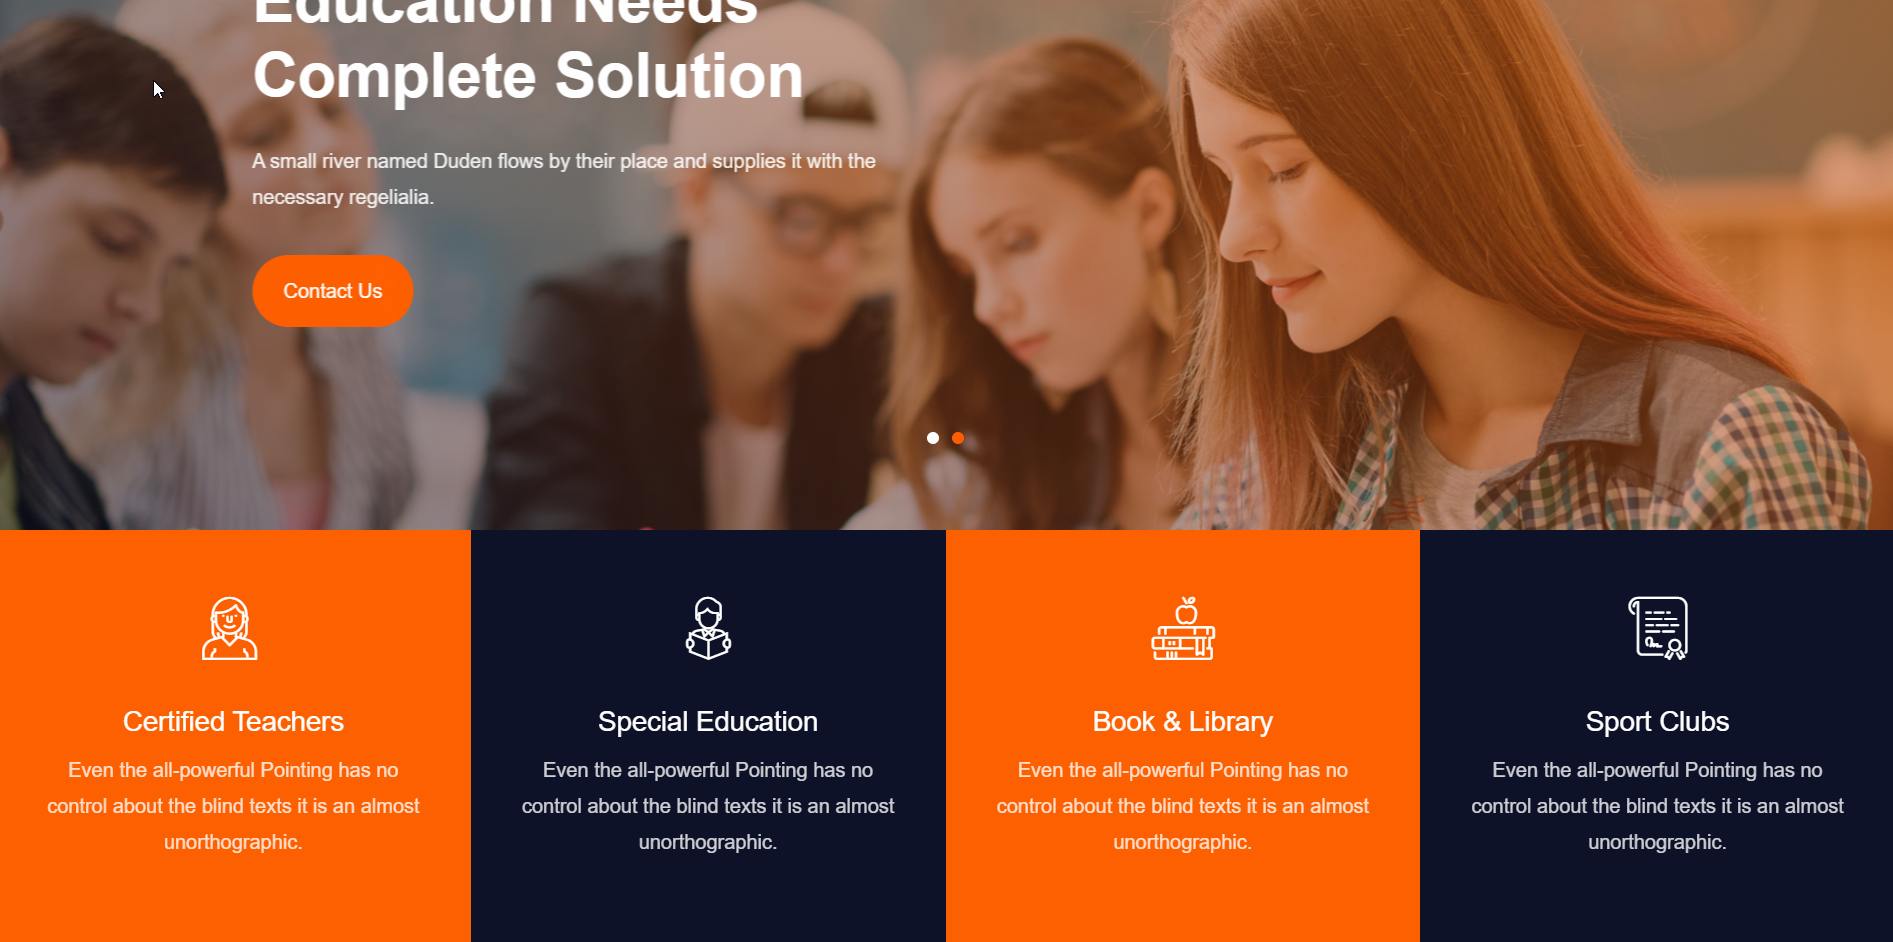 Education Needs
Complete Solution
A small river named Duden flows by their place and supplies it with the
necessary regelialia.
Contact Us
Certified Teachers
Even the all-powerful Pointing has no
control about the blind texts it is an almost
unorthographic.
Special Education
Even the all-powerful Pointing has no
control about the blind texts it is an almost
unorthographic.
Book & Library
Even the all-powerful Pointing has no
control about the blind texts it is an almost
unorthographic.
Sport Clubs
Even the all-powerful Pointing has no
control about the blind texts it is an almost
unorthographic.